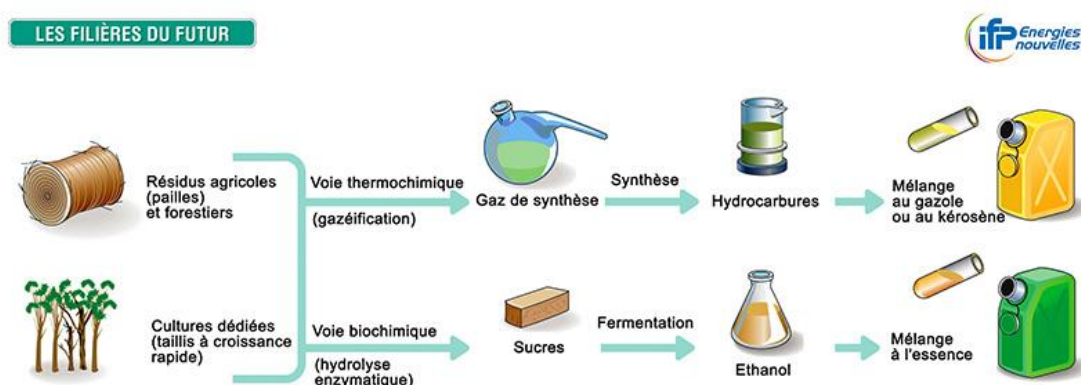 LES FILIÈRES DU FUTUR
ifp Energies
nouvelles
Résidus agricoles
(pailles)
et forestiers
Voie thermochimique
(gazéification)
Gaz de synthèse
Synthèse
Hydrocarbures
Mélange
au gazole
ou au kérosène
Cultures dédiées
(taillis à croissance
rapide)
Voie biochimique
(hydrolyse
enzymatique)
Sucres
Fermentation
Ethanol
Mélange
à l'essence